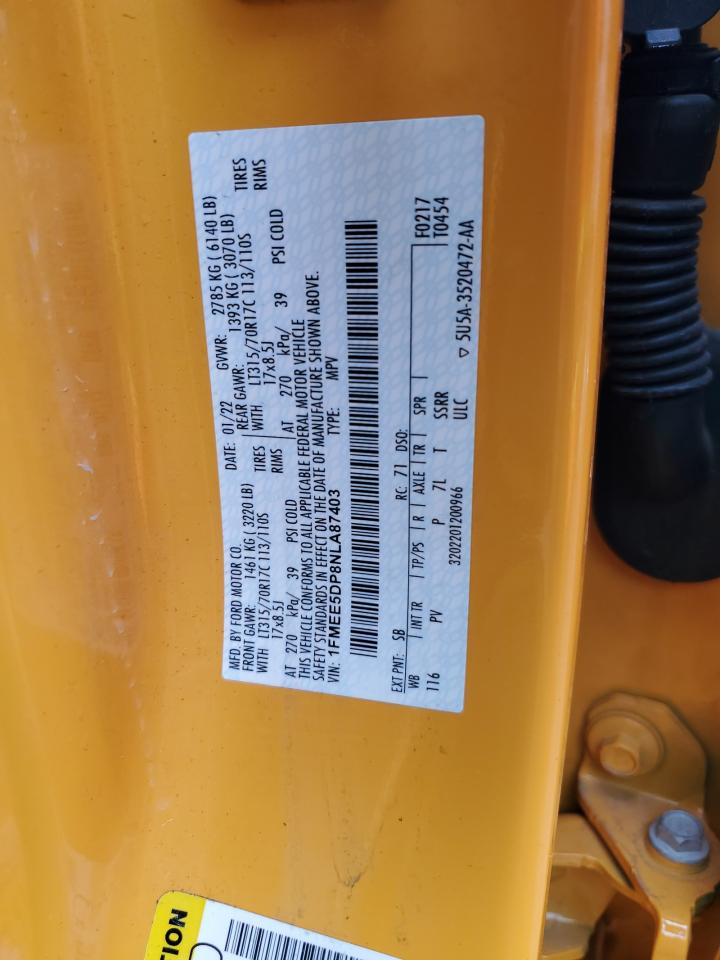 MFD. BY FORD MOTOR CO.
DATE: 01/22 GVWR: 2785 KG ( 6140 LB)
FRONT GAWR: 1461 KG ( 3220 LB) REAR GAWR: 1393 KG ( 3070 LB)
WITH LT315/70R17C 113/110S TIRES WITH LT315/70R17C 113/110S TIRES
17x8.5J RIMS 17x8.5J RIMS
AT 270 kPa/ 39 PSI COLD AT 270 kPa/ 39 PSI COLD
THIS VEHICLE CONFORMS TO ALL APPLICABLE FEDERAL MOTOR VEHICLE
SAFETY STANDARDS IN EFFECT ON THE DATE OF MANUFACTURE SHOWN ABOVE.
VIN: 1FMEE5DP8NLA87403 TYPE: MPV
EXT PNT: SB RC: 71 DSO: F0217
WB INT TR TP/PS R AXLE TR SPR T0454
116 PV P 7L T SSRR
3202201200966 ULC ▽ 5U5A-3520472-AA
TION